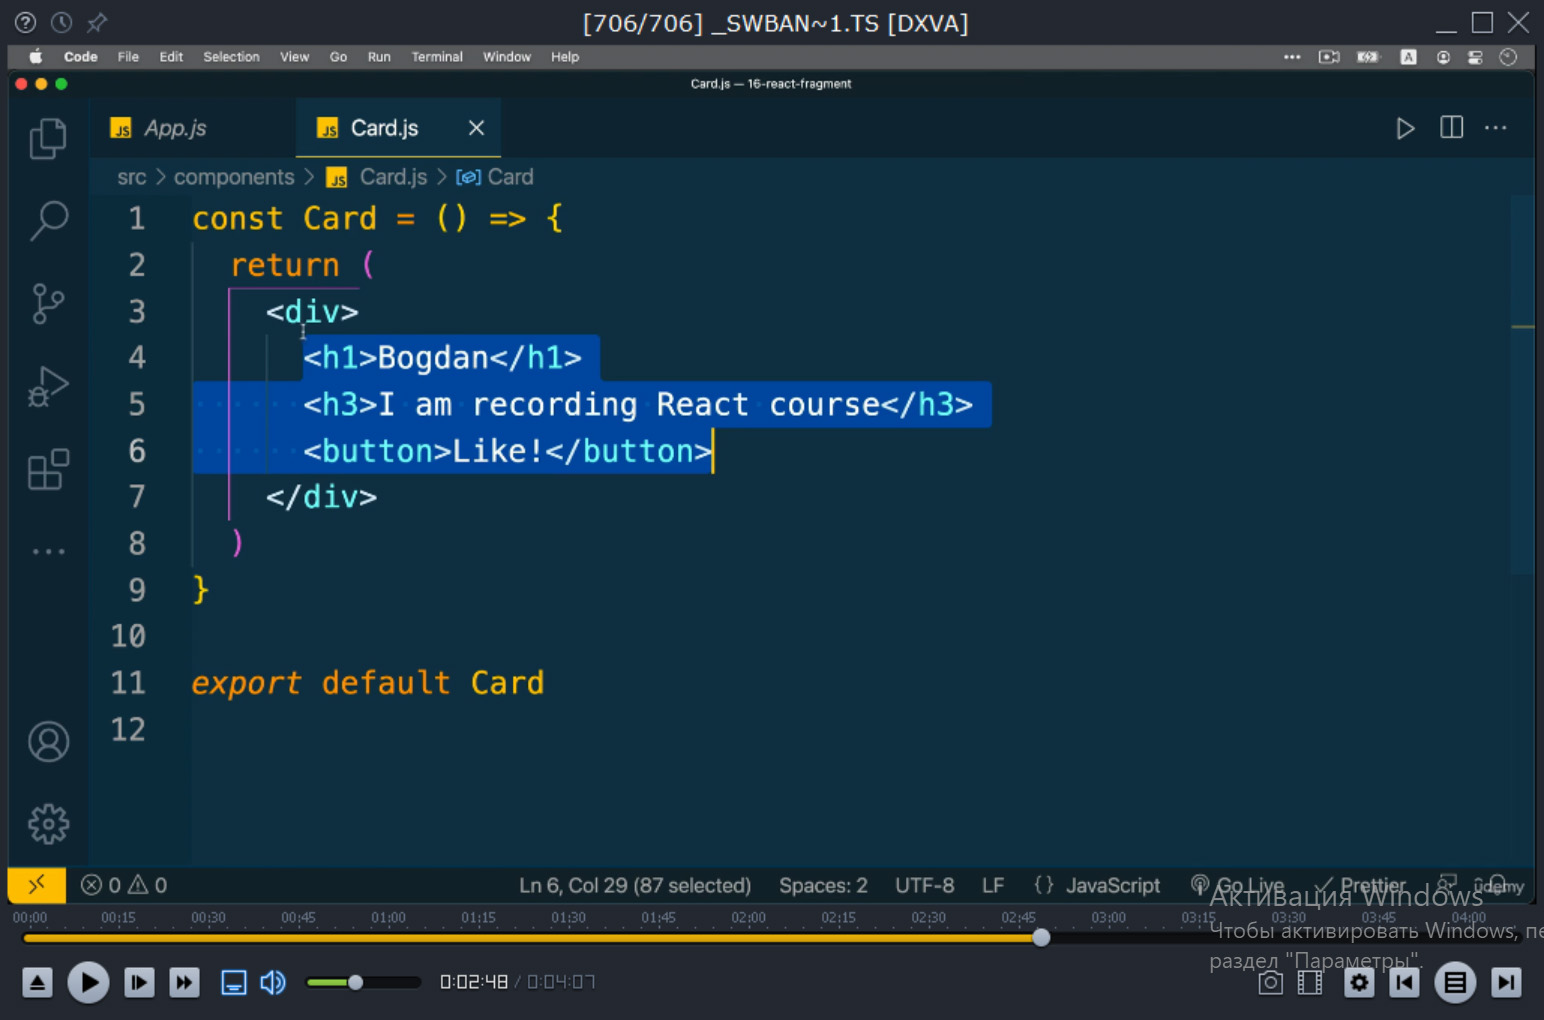 [706/706] _SWBAN~1.TS [DXVA]
Code File Edit Selection View Go Run Terminal Window Help
A
Card.js — 16-react-fragment
JS App.js JS Card.js
src > components > JS Card.js > Card
1 const Card = () => {
2 return (
3 <div>
4 <h1>Bogdan</h1>
5 <h3>I am recording React course</h3>
6 <button>Like!</button>
7 </div>
8 )
9 }
10
11 export default Card
12
0 0 Ln 6, Col 29 (87 selected) Spaces: 2 UTF-8 LF {} JavaScript Go Live Prettier udemy
Активация Windows
00:00 00:15 00:30 00:45 01:00 01:15 01:30 01:45 02:00 02:15 02:30 02:45 03:00 03:15 03:30 03:45 04:00
Чтобы активировать Windows, пе
раздел "Параметры".
0:02:48 / 0:04:07